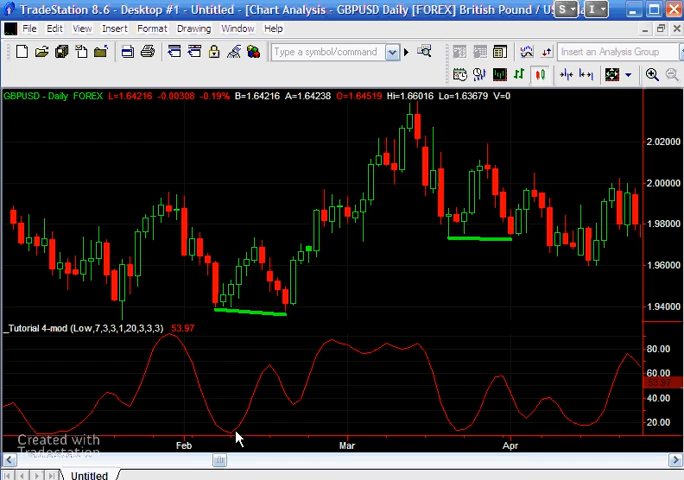 TradeStation 8.6 - Desktop #1 - Untitled - [Chart Analysis - GBPUSD Daily [FOREX] British Pound / US
S
I
File Edit View Insert Format Drawing Window Help
Type a symbol/command
Insert an Analysis Group
GBPUSD - Daily FOREX L=1.64216 -0.00308 -0.19% B=1.64216 A=1.64238 O=1.64519 Hi=1.66016 Lo=1.63679 V=0
2.02000
2.00000
1.98000
1.96000
1.94000
_Tutorial 4-mod (Low,7,3,3,1,20,3,3,3) 53.97
80.00
60.00
53.97
40.00
20.00
Created with
Tradestation
Feb Mar Apr
Untitled